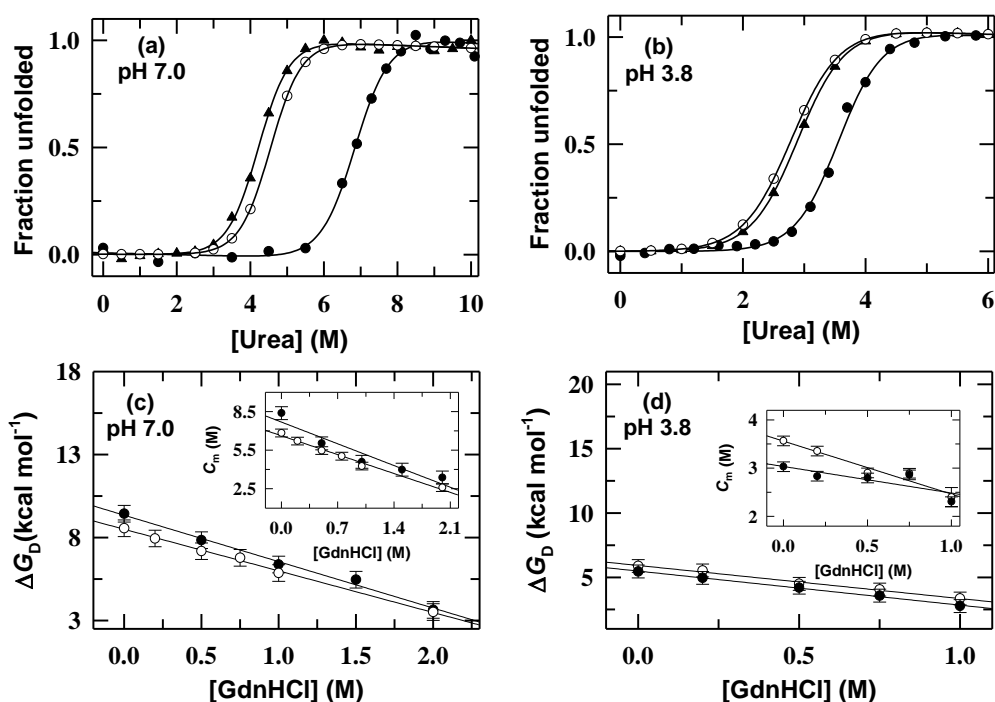 (a)
pH 7.0
Fraction unfolded
1.0
0.5
0.0
0 2 4 6 8 10
[Urea] (M)
(b)
pH 3.8
Fraction unfolded
1.0
0.5
0.0
0 2 4 6
[Urea] (M)
(c)
pH 7.0
ΔG_D(kcal mol⁻¹)
18
13
8
3
0.0 0.5 1.0 1.5 2.0
[GdnHCl] (M)
C_m (M)
8.5
5.5
2.5
0.0 0.7 1.4 2.1
[GdnHCl] (M)
(d)
pH 3.8
ΔG_D (kcal mol⁻¹)
20
15
10
5
0.0 0.5 1.0
[GdnHCl] (M)
C_m (M)
4
3
2
0.0 0.5 1.0
[GdnHCl] (M)